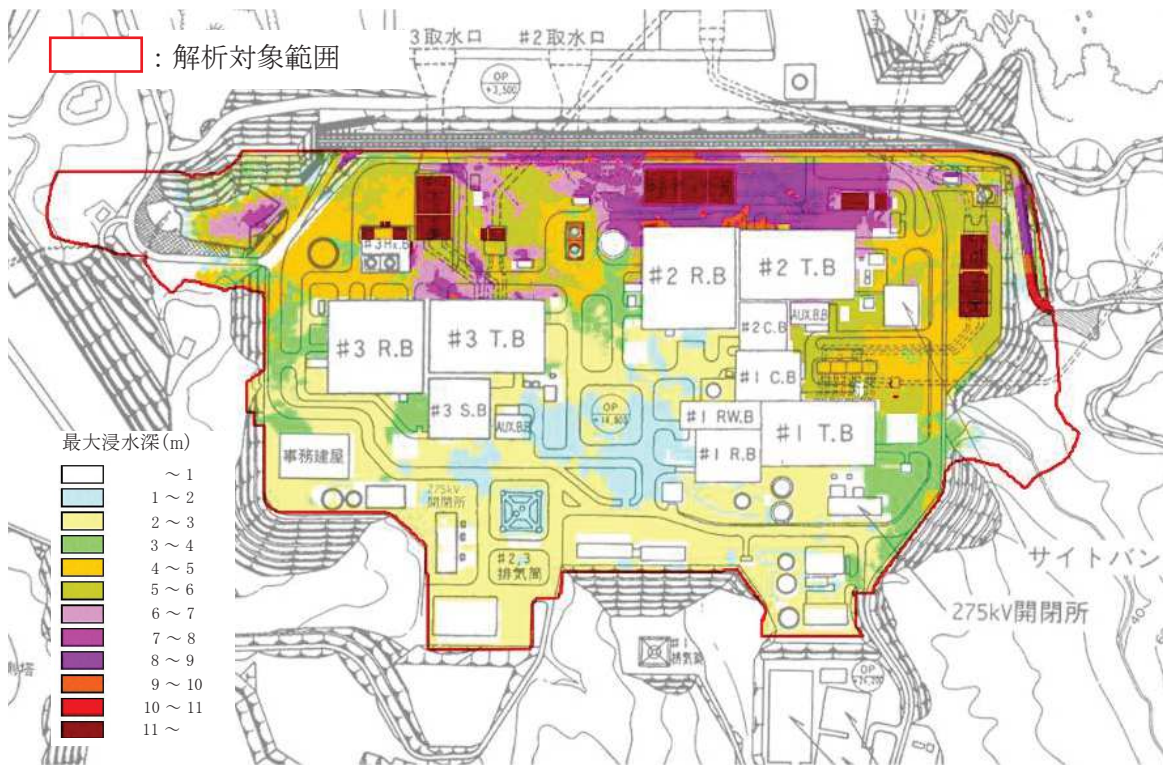 ：解析対象範囲
3取水口
#2取水口
OP
+3,500
#3Hx.B
#2 R.B
#2 T.B
#3 R.B
#3 T.B
#2C.B
AUX.B.B
#1 C.B
#3 S.B
AUX.B.B
OP
+14,800
#1 RW.B
#1 T.B
#1 R.B
事務建屋
275kV
開閉所
#2,3
排気筒
サイトバン
275kV開閉所
#1
排気筒
OP
最大浸水深(m)
～ 1
1 ～ 2
2 ～ 3
3 ～ 4
4 ～ 5
5 ～ 6
6 ～ 7
7 ～ 8
8 ～ 9
9 ～ 10
10 ～ 11
11 ～